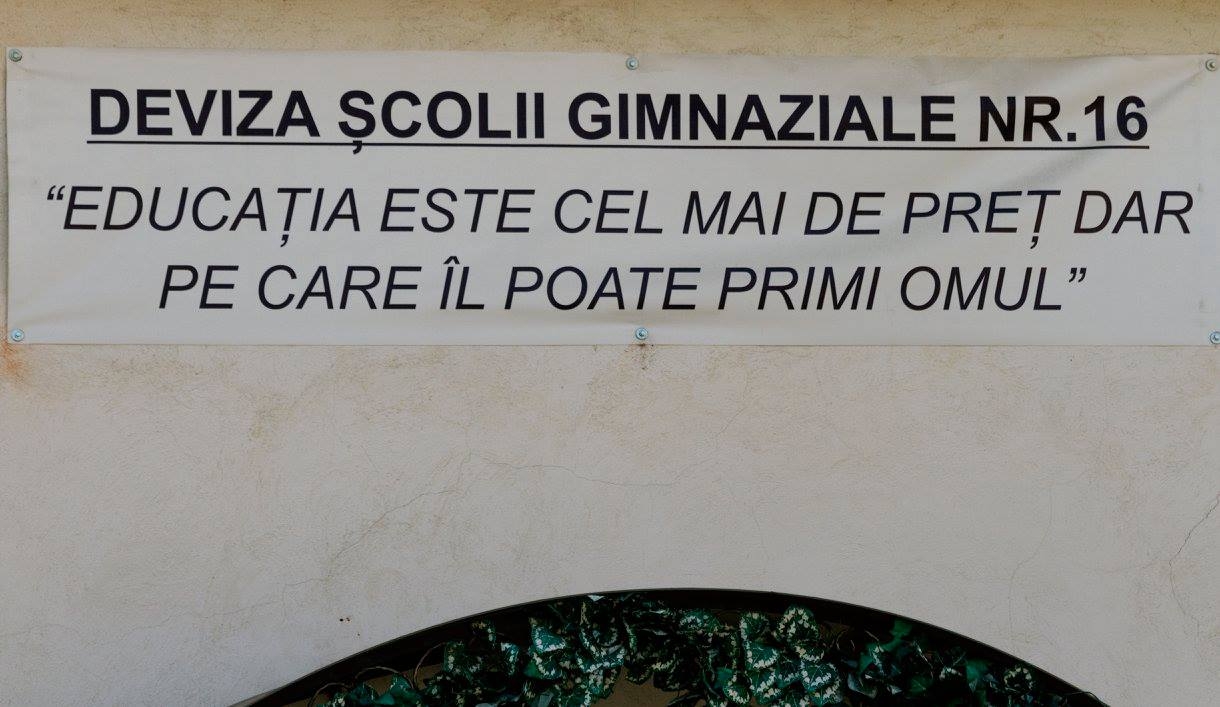 DEVIZA ȘCOLII GIMNAZIALE NR.16
“EDUCAȚIA ESTE CEL MAI DE PREȚ DAR
PE CARE ÎL POATE PRIMI OMUL”